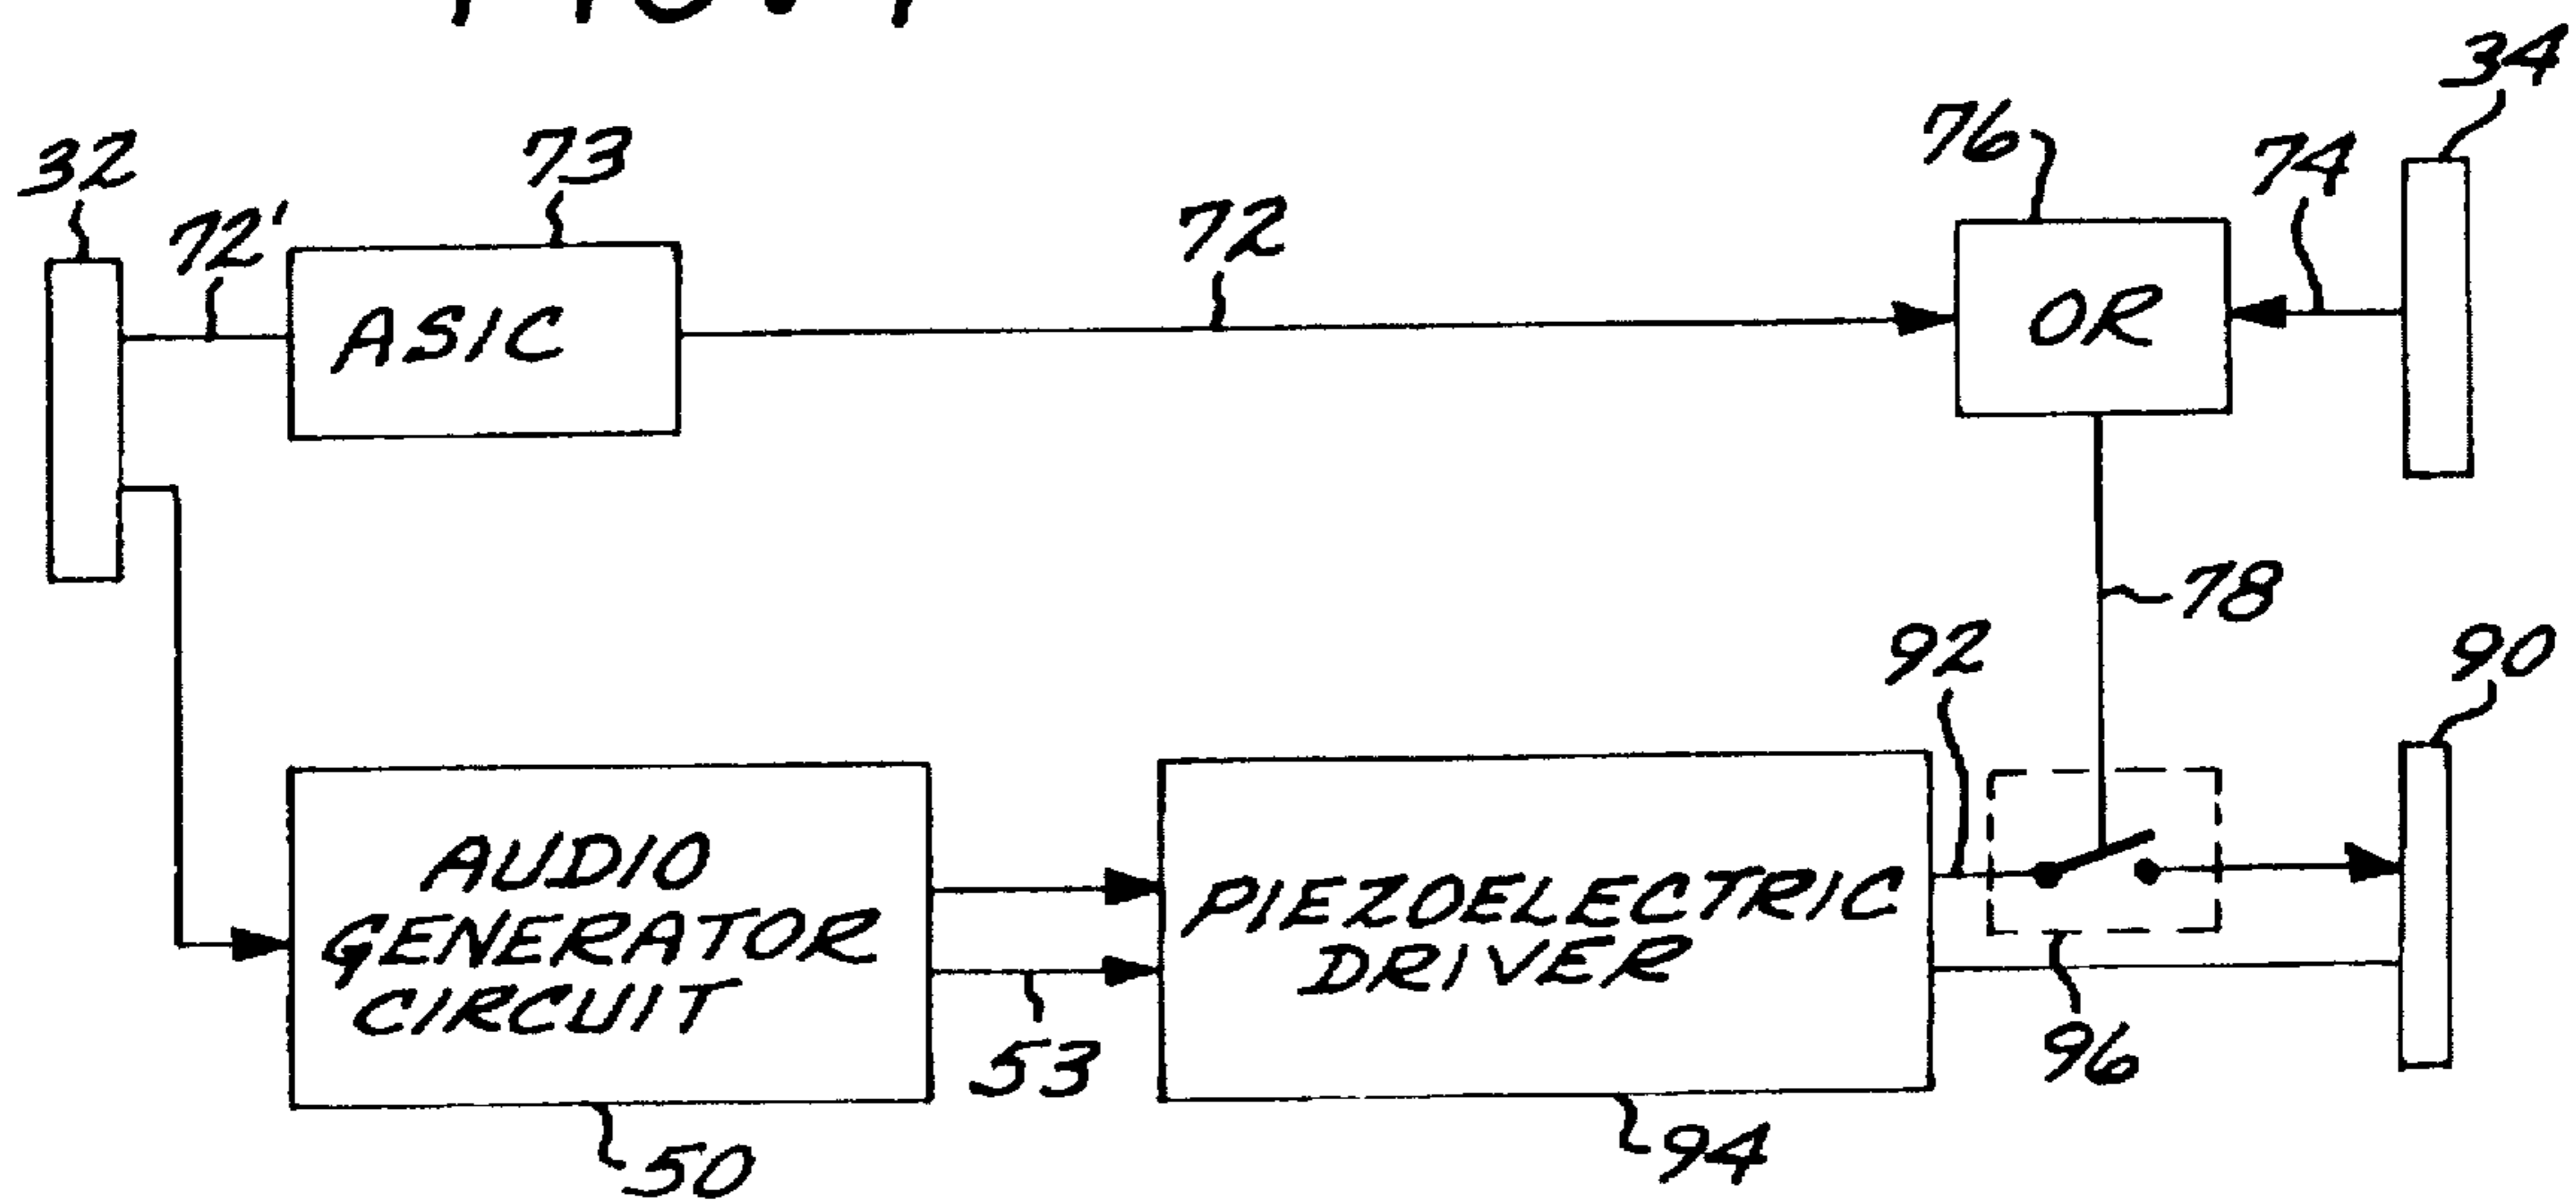 34
32
73
76
74
72'
72
ASIC
OR
78
92
90
AUDIO
GENERATOR
CIRCUIT
PIEZOELECTRIC
DRIVER
53
96
50
94